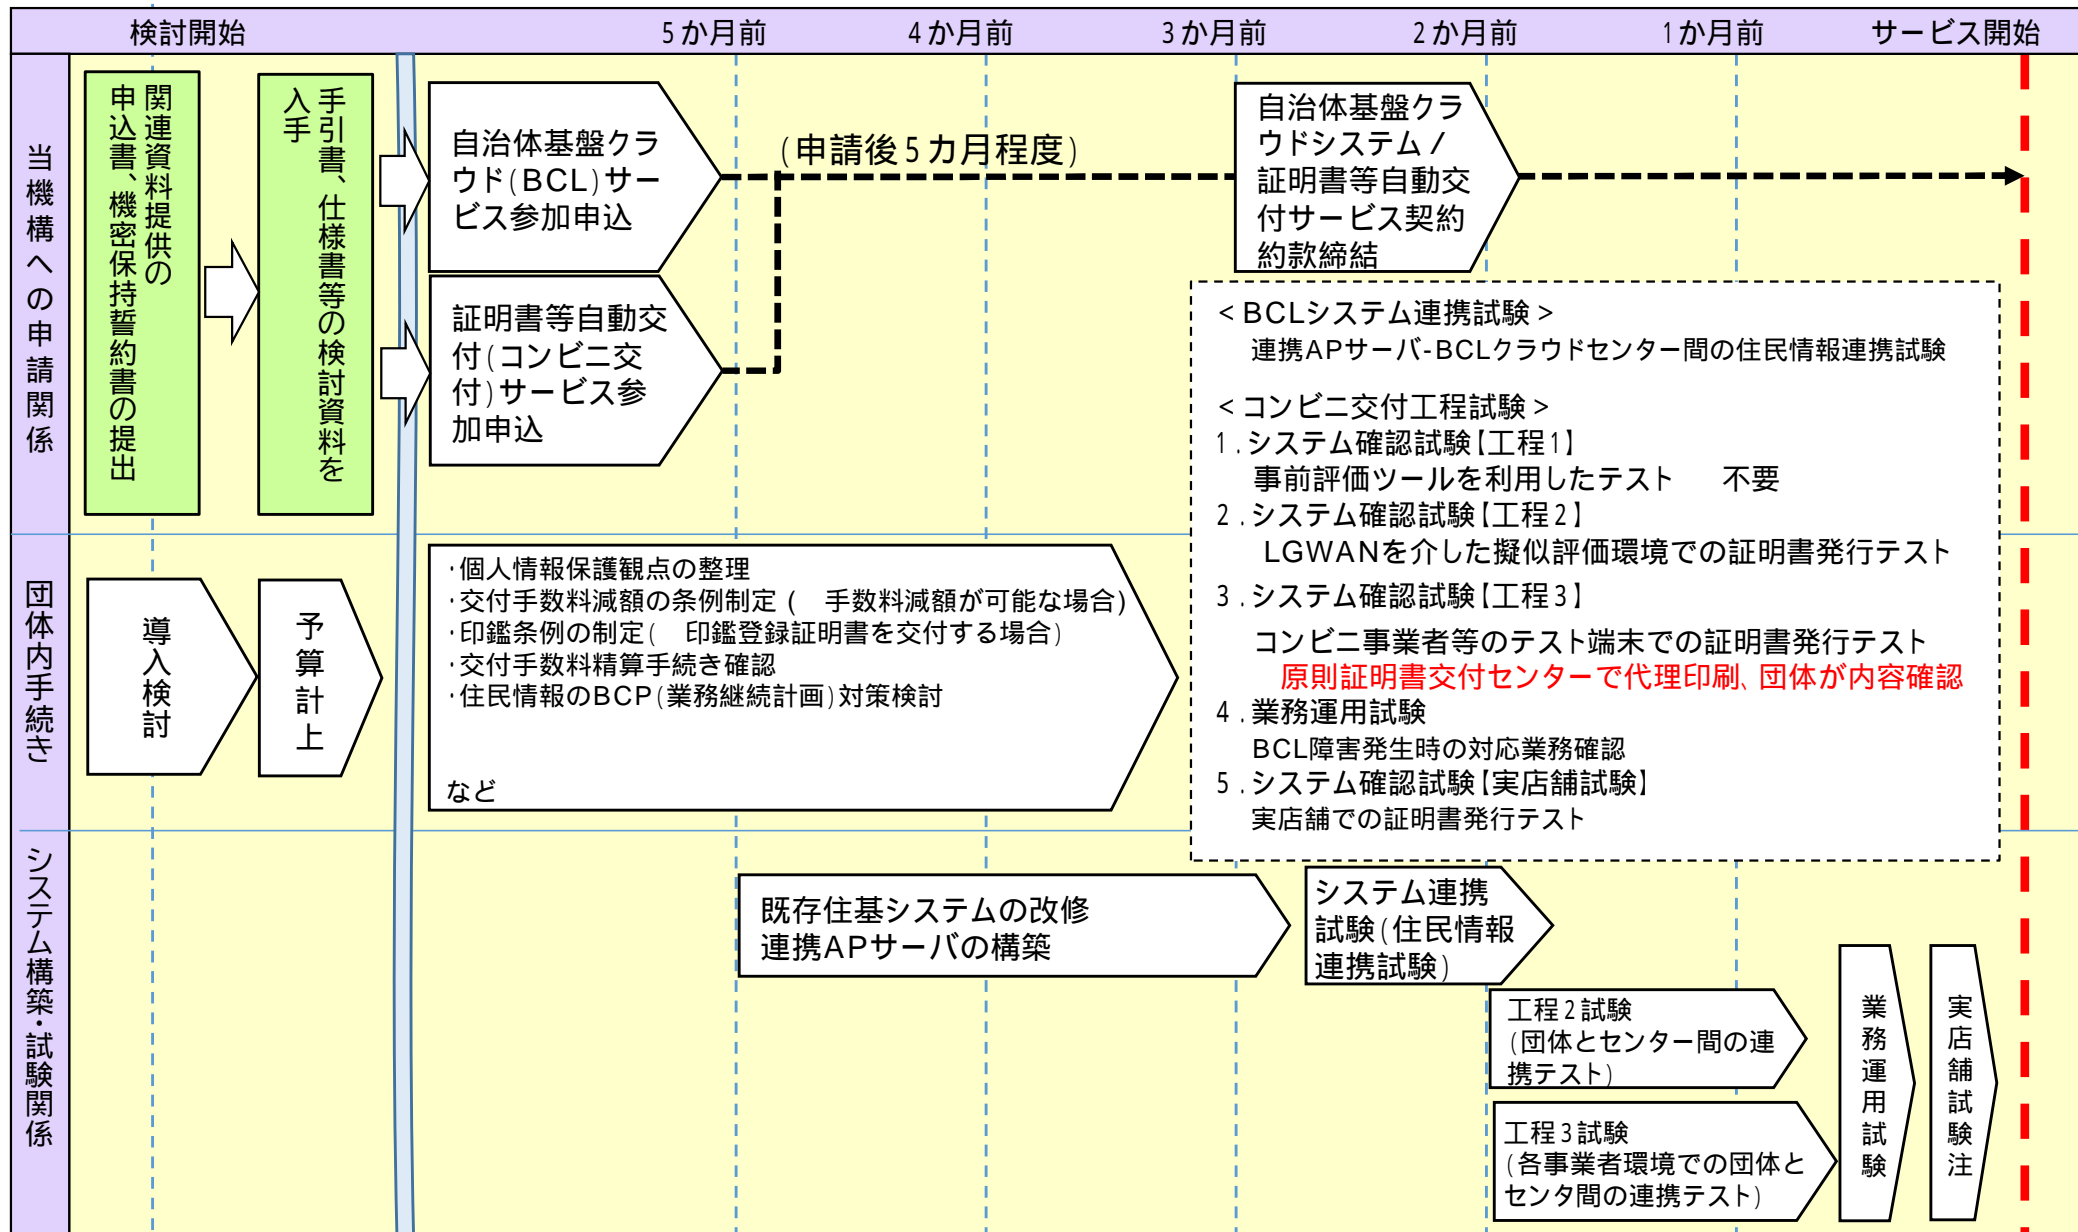 検討開始
5か月前
4か月前
3か月前
2か月前
1か月前
サービス開始
当機構への申請関係
関連資料提供の
申込書、機密保持誓約書の提出
手引書、仕様書等の検討資料を
入手
自治体基盤クラ
ウド(BCL)サー
ビス参加申込
(申請後5カ月程度)
自治体基盤クラ
ウドシステム/
証明書等自動交
付サービス契約
約款締結
証明書等自動交
付(コンビニ交
付)サービス参
加申込
<BCLシステム連携試験>
連携APサーバ-BCLクラウドセンター間の住民情報連携試験
<コンビニ交付工程試験>
1.システム確認試験【工程1】
事前評価ツールを利用したテスト 不要
2.システム確認試験【工程2】
LGWANを介した擬似評価環境での証明書発行テスト
3.システム確認試験【工程3】
コンビニ事業者等のテスト端末での証明書発行テスト
原則証明書交付センターで代理印刷、団体が内容確認
4.業務運用試験
BCL障害発生時の対応業務確認
5.システム確認試験【実店舗試験】
実店舗での証明書発行テスト
団体内手続き
導入検討
予算計上
・個人情報保護観点の整理
・交付手数料減額の条例制定( 手数料減額が可能な場合)
・印鑑条例の制定( 印鑑登録証明書を交付する場合)
・交付手数料精算手続き確認
・住民情報のBCP(業務継続計画)対策検討
など
システム構築・試験関係
既存住基システムの改修
連携APサーバの構築
システム連携
試験(住民情報
連携試験)
工程2試験
(団体とセンター間の連
携テスト)
工程3試験
(各事業者環境での団体と
センタ間の連携テスト)
業務運用試験
実店舗試験注